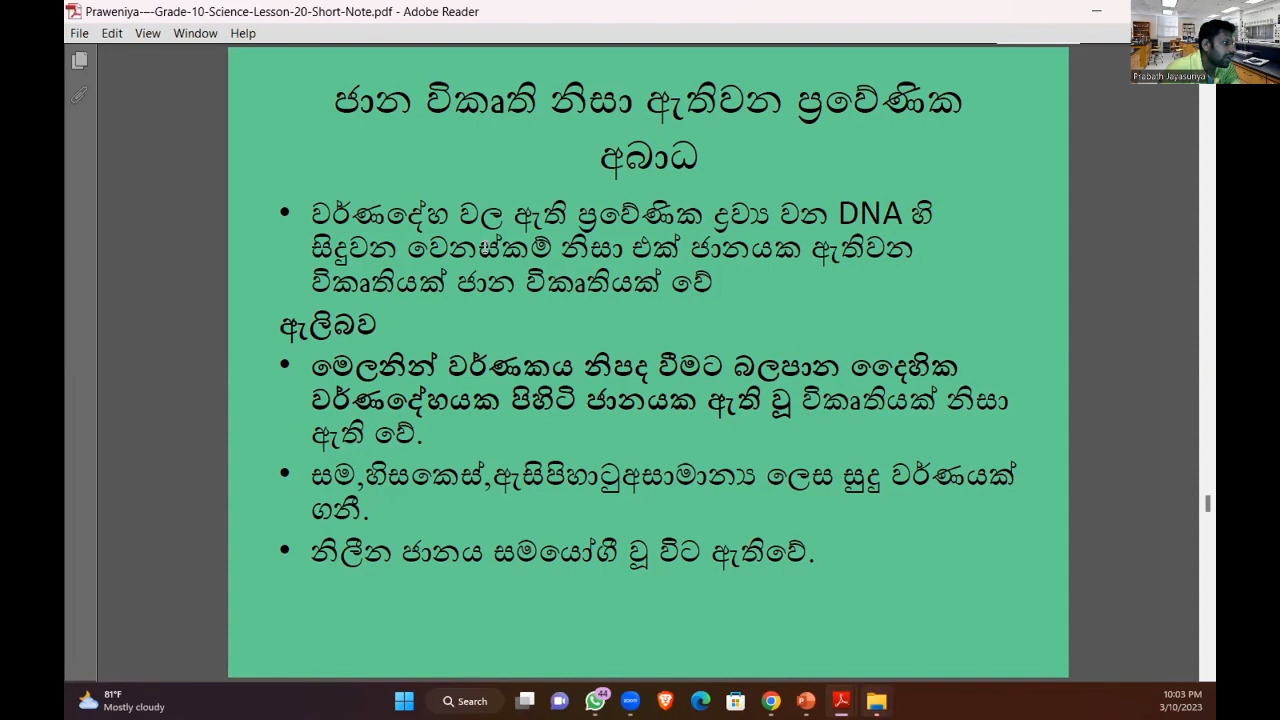 Praweniya-–-Grade-10-Science-Lesson-20-Short-Note.pdf - Adobe Reader
File Edit View Window Help
Prabath Jayasuriya
ජාන විකෘති නිසා ඇතිවන ප්‍රවේණික
අබාධ
• වර්ණදේහ වල ඇති ප්‍රවේණික ද්‍රව්‍ය වන DNA හි
සිදුවන වෙනස්කම් නිසා එක් ජානයක ඇතිවන
විකෘතියක් ජාන විකෘතියක් වේ
ඇලිබව
• මෙලනින් වර්ණකය නිපද වීමට බලපාන දෛහික
වර්ණදේහයක පිහිටි ජානයක ඇති වූ විකෘතියක් නිසා
ඇති වේ.
• සම,හිසකෙස්,ඇසිපිහාටුඅසාමාන්‍ය ලෙස සුදු වර්ණයක්
ගනී.
• නිලීන ජානය සමයෝගී වූ විට ඇතිවේ.
81°F
Mostly cloudy
Search
44
zoom
10:03 PM
3/10/2023